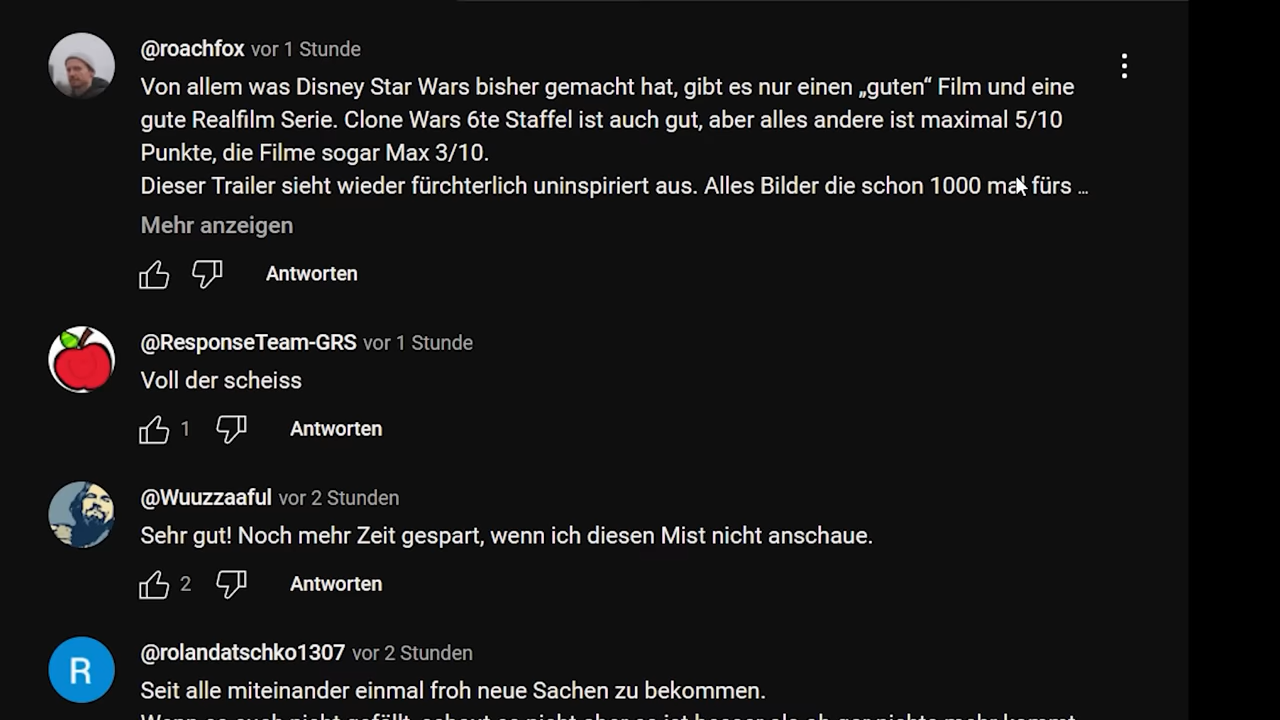 @roachfox vor 1 Stunde
Von allem was Disney Star Wars bisher gemacht hat, gibt es nur einen „guten“ Film und eine
gute Realfilm Serie. Clone Wars 6te Staffel ist auch gut, aber alles andere ist maximal 5/10
Punkte, die Filme sogar Max 3/10.
Dieser Trailer sieht wieder fürchterlich uninspiriert aus. Alles Bilder die schon 1000 mal fürs ...
Mehr anzeigen
Antworten
@ResponseTeam-GRS vor 1 Stunde
Voll der scheiss
1 Antworten
@Wuuzzaaful vor 2 Stunden
Sehr gut! Noch mehr Zeit gespart, wenn ich diesen Mist nicht anschaue.
2 Antworten
R
@rolandatschko1307 vor 2 Stunden
Seit alle miteinander einmal froh neue Sachen zu bekommen.